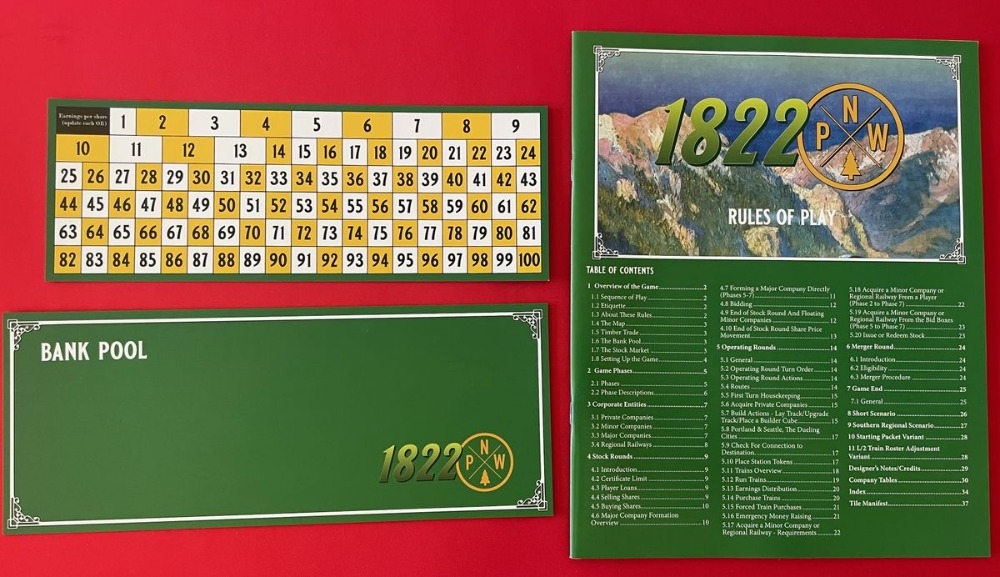 Earnings per share
(update each OR)
1 2 3 4 5 6 7 8 9
10 11 12 13 14 15 16 17 18 19 20 21 22 23 24
25 26 27 28 29 30 31 32 33 34 35 36 37 38 39 40 41 42 43
44 45 46 47 48 49 50 51 52 53 54 55 56 57 58 59 60 61 62
63 64 65 66 67 68 69 70 71 72 73 74 75 76 77 78 79 80 81
82 83 84 85 86 87 88 89 90 91 92 93 94 95 96 97 98 99 100
BANK POOL
1822 PNW
1822 PNW
RULES OF PLAY
TABLE OF CONTENTS
1 Overview of the Game 2
1.1 Sequence of Play 2
1.2 Etiquette 2
1.3 About These Rules 2
1.4 The Map 3
1.5 Timber Trade 3
1.6 The Bank Pool 3
1.7 The Stock Market 3
1.8 Setting Up the Game 4
2 Game Phases 5
2.1 Phases 5
2.2 Phase Descriptions 6
3 Corporate Entities 7
3.1 Private Companies 7
3.2 Minor Companies 7
3.3 Major Companies 7
3.4 Regional Railways 8
4 Stock Rounds 9
4.1 Introduction 9
4.2 Certificate Limit 9
4.3 Player Loans 9
4.4 Selling Shares 9
4.5 Buying Shares 10
4.6 Major Company Formation
Overview 10
4.7 Forming a Major Company Directly
(Phases 5-7) 11
4.8 Bidding 12
4.9 End of Stock Round And Floating
Minor Companies 12
4.10 End of Stock Round Share Price
Movement 13
5 Operating Rounds 14
5.1 General 14
5.2 Operating Round Turn Order 14
5.3 Operating Round Actions 14
5.4 Routes 14
5.5 First Turn Housekeeping 15
5.6 Acquire Private Companies 15
5.7 Build Actions - Lay Track/Upgrade
Track/Place a Builder Cube 15
5.8 Portland & Seattle, The Dueling
Cities 17
5.9 Check For Connection to
Destination 17
5.10 Place Station Tokens 17
5.11 Trains Overview 18
5.12 Run Trains 19
5.13 Earnings Distribution 20
5.14 Purchase Trains 20
5.15 Forced Train Purchases 21
5.16 Emergency Money Raising 21
5.17 Acquire a Minor Company or
Regional Railway - Requirements 22
5.18 Acquire a Minor Company or
Regional Railway From a Player
(Phase 2 to Phase 7) 22
5.19 Acquire a Minor Company or
Regional Railway From the Bid Boxes
(Phase 5 to Phase 7) 23
5.20 Issue or Redeem Stock 23
6 Merger Round 24
6.1 Introduction 24
6.2 Eligibility 24
6.3 Merger Procedure 24
7 Game End 25
7.1 General 25
8 Short Scenario 26
9 Southern Regional Scenario 27
10 Starting Packet Variant 28
11 L/2 Train Roster Adjustment
Variant 28
Designer's Notes/Credits 29
Company Tables 30
Index 34
Tile Manifest 37